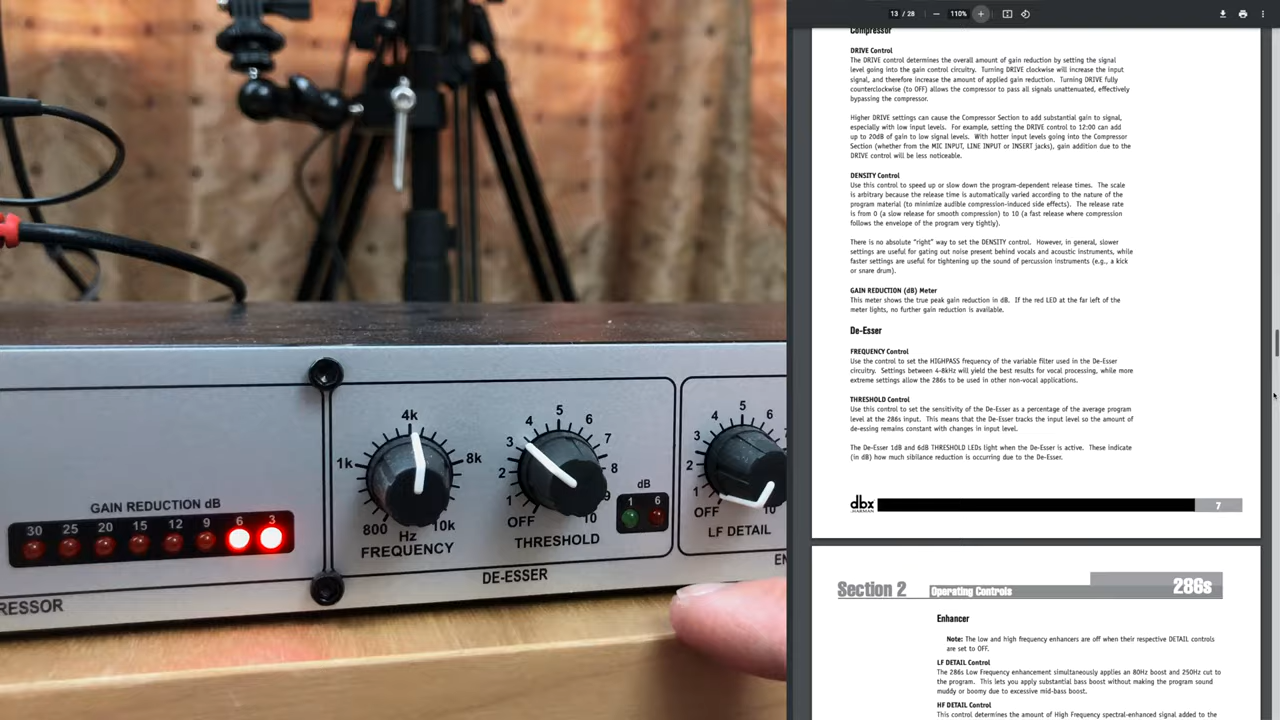 GAIN REDUCTION dB
30 25 20 15 12 9 6 3
RESSOR
4k
1k 8k
800 Hz 10k
FREQUENCY
DE-ESSER
4 5 6
3 7
2 8
1 9
OFF 10
THRESHOLD
dB
1 6
4 5 6
3
2
1
OFF
LF DETAIL
13 / 28
110%
Compressor
DRIVE Control
The DRIVE control determines the overall amount of gain reduction by setting the signal
level going into the gain control circuitry. Turning DRIVE clockwise will increase the input
signal, and therefore increase the amount of applied gain reduction. Turning DRIVE fully
counterclockwise (to OFF) allows the compressor to pass all signals unattenuated, effectively
bypassing the compressor.
Higher DRIVE settings can cause the Compressor Section to add substantial gain to signal,
especially with low input levels. For example, setting the DRIVE control to 12:00 can add
up to 20dB of gain to low signal levels. With hotter input levels going into the Compressor
Section (whether from the MIC INPUT, LINE INPUT or INSERT jacks), gain addition due to the
DRIVE control will be less noticeable.
DENSITY Control
Use this control to speed up or slow down the program-dependent release times. The scale
is arbitrary because the release time is automatically varied according to the nature of the
program material (to minimize audible compression-induced side effects). The release rate
is from 0 (a slow release for smooth compression) to 10 (a fast release where compression
follows the envelope of the program very tightly).
There is no absolute "right" way to set the DENSITY control. However, in general, slower
settings are useful for gating out noise present behind vocals and acoustic instruments, while
faster settings are useful for tightening up the sound of percussion instruments (e.g., a kick
or snare drum).
GAIN REDUCTION (dB) Meter
This meter shows the true peak gain reduction in dB. If the red LED at the far left of the
meter lights, no further gain reduction is available.
De-Esser
FREQUENCY Control
Use the control to set the HIGHPASS frequency of the variable filter used in the De-Esser
circuitry. Settings between 4-8kHz will yield the best results for vocal processing, while more
extreme settings allow the 286s to be used in other non-vocal applications.
THRESHOLD Control
Use this control to set the sensitivity of the De-Esser as a percentage of the average program
level at the 286s input. This means that the De-Esser tracks the input level so the amount of
de-essing remains constant with changes in input level.
The De-Esser 1dB and 6dB THRESHOLD LEDs light when the De-Esser is active. These indicate
(in dB) how much sibilance reduction is occurring due to the De-Esser.
dbx
HARMAN
7
Section 2 Operating Controls 286s
Enhancer
Note: The low and high frequency enhancers are off when their respective DETAIL controls
are set to OFF.
LF DETAIL Control
The 286s Low Frequency enhancement simultaneously applies an 80Hz boost and 250Hz cut to
the program. This lets you apply substantial bass boost without making the program sound
muddy or boomy due to excessive mid-bass boost.
HF DETAIL Control
This control determines the amount of High Frequency spectral-enhanced signal added to the